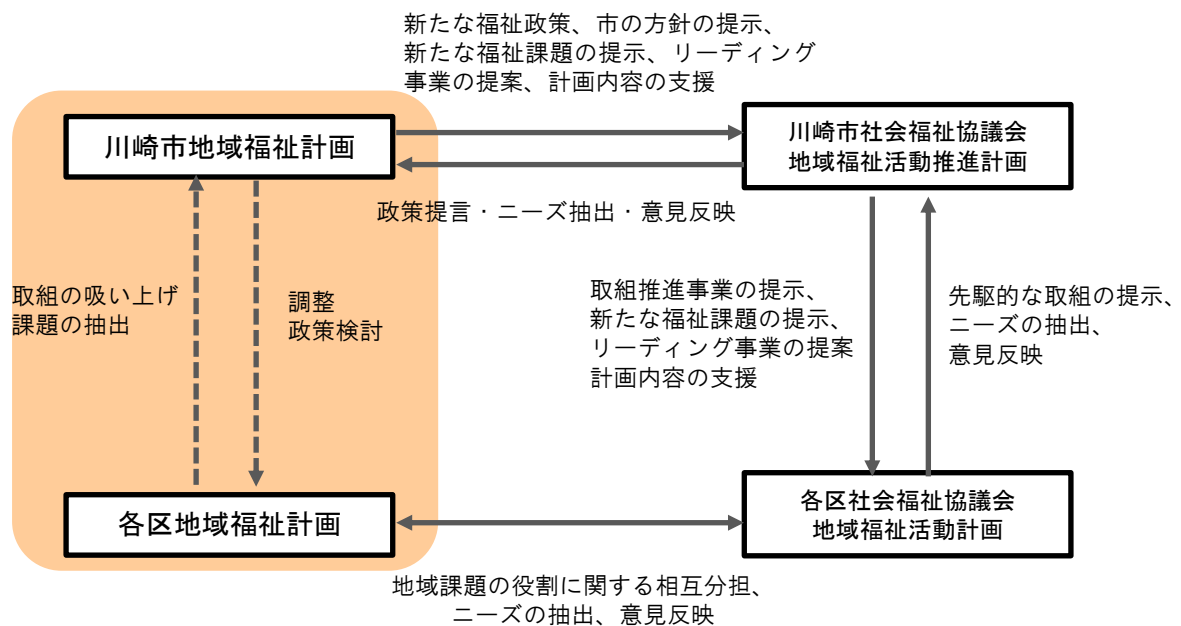 新たな福祉政策、市の方針の提示、
新たな福祉課題の提示、リーディング
事業の提案、計画内容の支援
川崎市地域福祉計画
川崎市社会福祉協議会
地域福祉活動推進計画
政策提言・ニーズ抽出・意見反映
取組の吸い上げ
課題の抽出
調整
政策検討
取組推進事業の提示、
新たな福祉課題の提示、
リーディング事業の提案
計画内容の支援
先駆的な取組の提示、
ニーズの抽出、
意見反映
各区地域福祉計画
各区社会福祉協議会
地域福祉活動計画
地域課題の役割に関する相互分担、
ニーズの抽出、意見反映